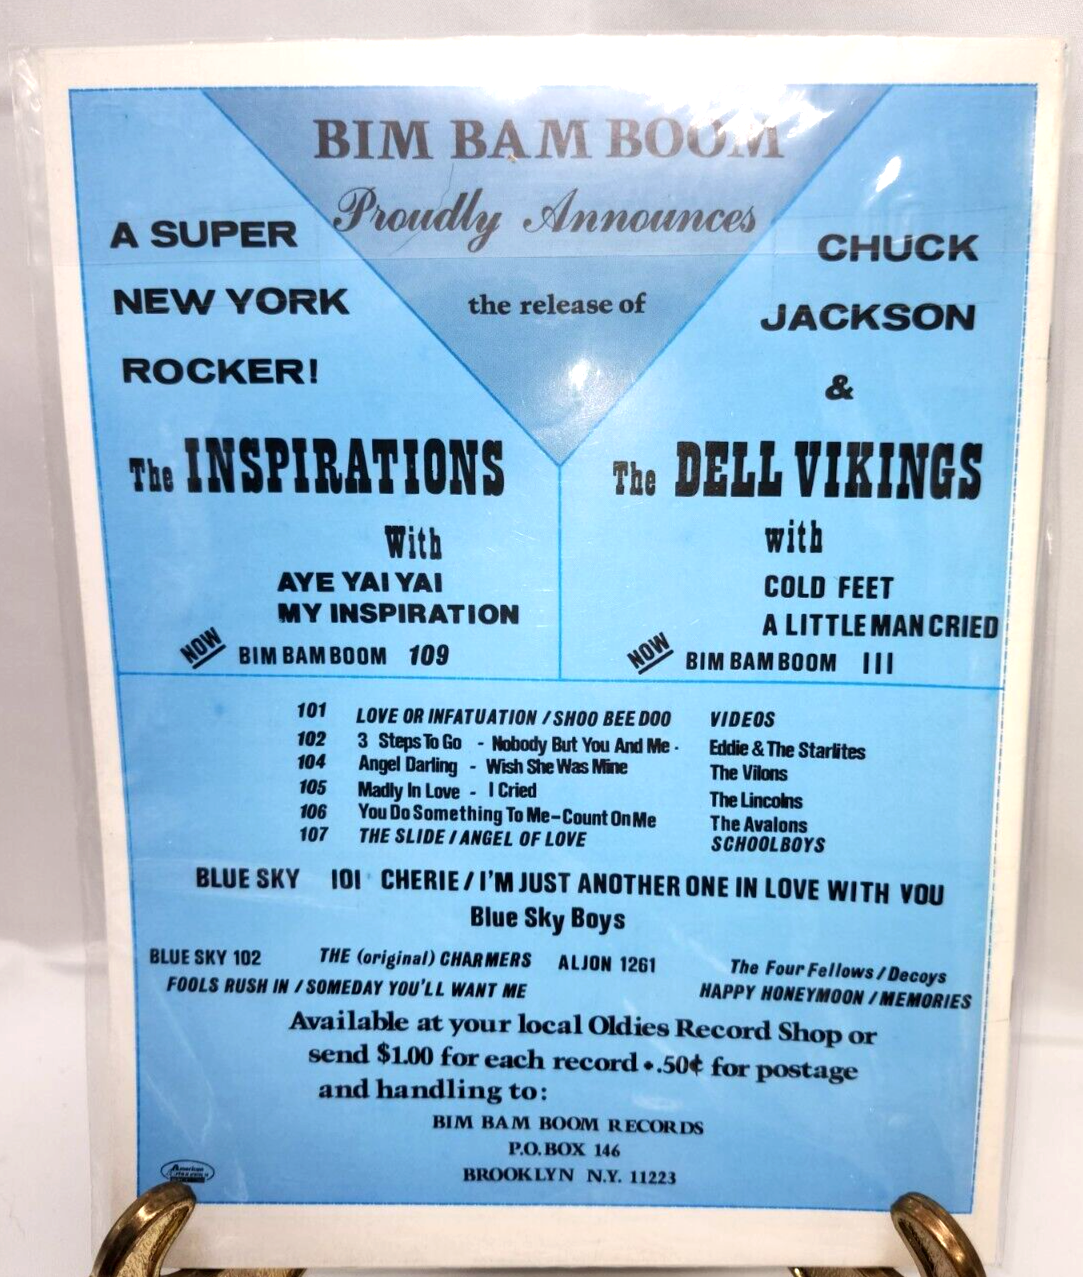 BIM BAM BOOM
Proudly Announces
the release of
A SUPER
NEW YORK
ROCKER!
The INSPIRATIONS
With
AYE YAI YAI
MY INSPIRATION
NOW BIM BAM BOOM 109
CHUCK
JACKSON
&
The DELL VIKINGS
with
COLD FEET
A LITTLE MAN CRIED
NOW BIM BAM BOOM 111
101 LOVE OR INFATUATION / SHOO BEE DOO VIDEOS
102 3 Steps To Go - Nobody But You And Me - Eddie & The Starlites
104 Angel Darling - Wish She Was Mine The Vilons
105 Madly In Love - I Cried The Lincolns
106 You Do Something To Me - Count On Me The Avalons
107 THE SLIDE / ANGEL OF LOVE SCHOOLBOYS
BLUE SKY 101 CHERIE / I'M JUST ANOTHER ONE IN LOVE WITH YOU
Blue Sky Boys
BLUE SKY 102 THE (original) CHARMERS
FOOLS RUSH IN / SOMEDAY YOU'LL WANT ME
ALJON 1261 The Four Fellows / Decoys
HAPPY HONEYMOON / MEMORIES
Available at your local Oldies Record Shop or
send $1.00 for each record • .50¢ for postage
and handling to:
BIM BAM BOOM RECORDS
P.O. BOX 146
BROOKLYN N.Y. 11223